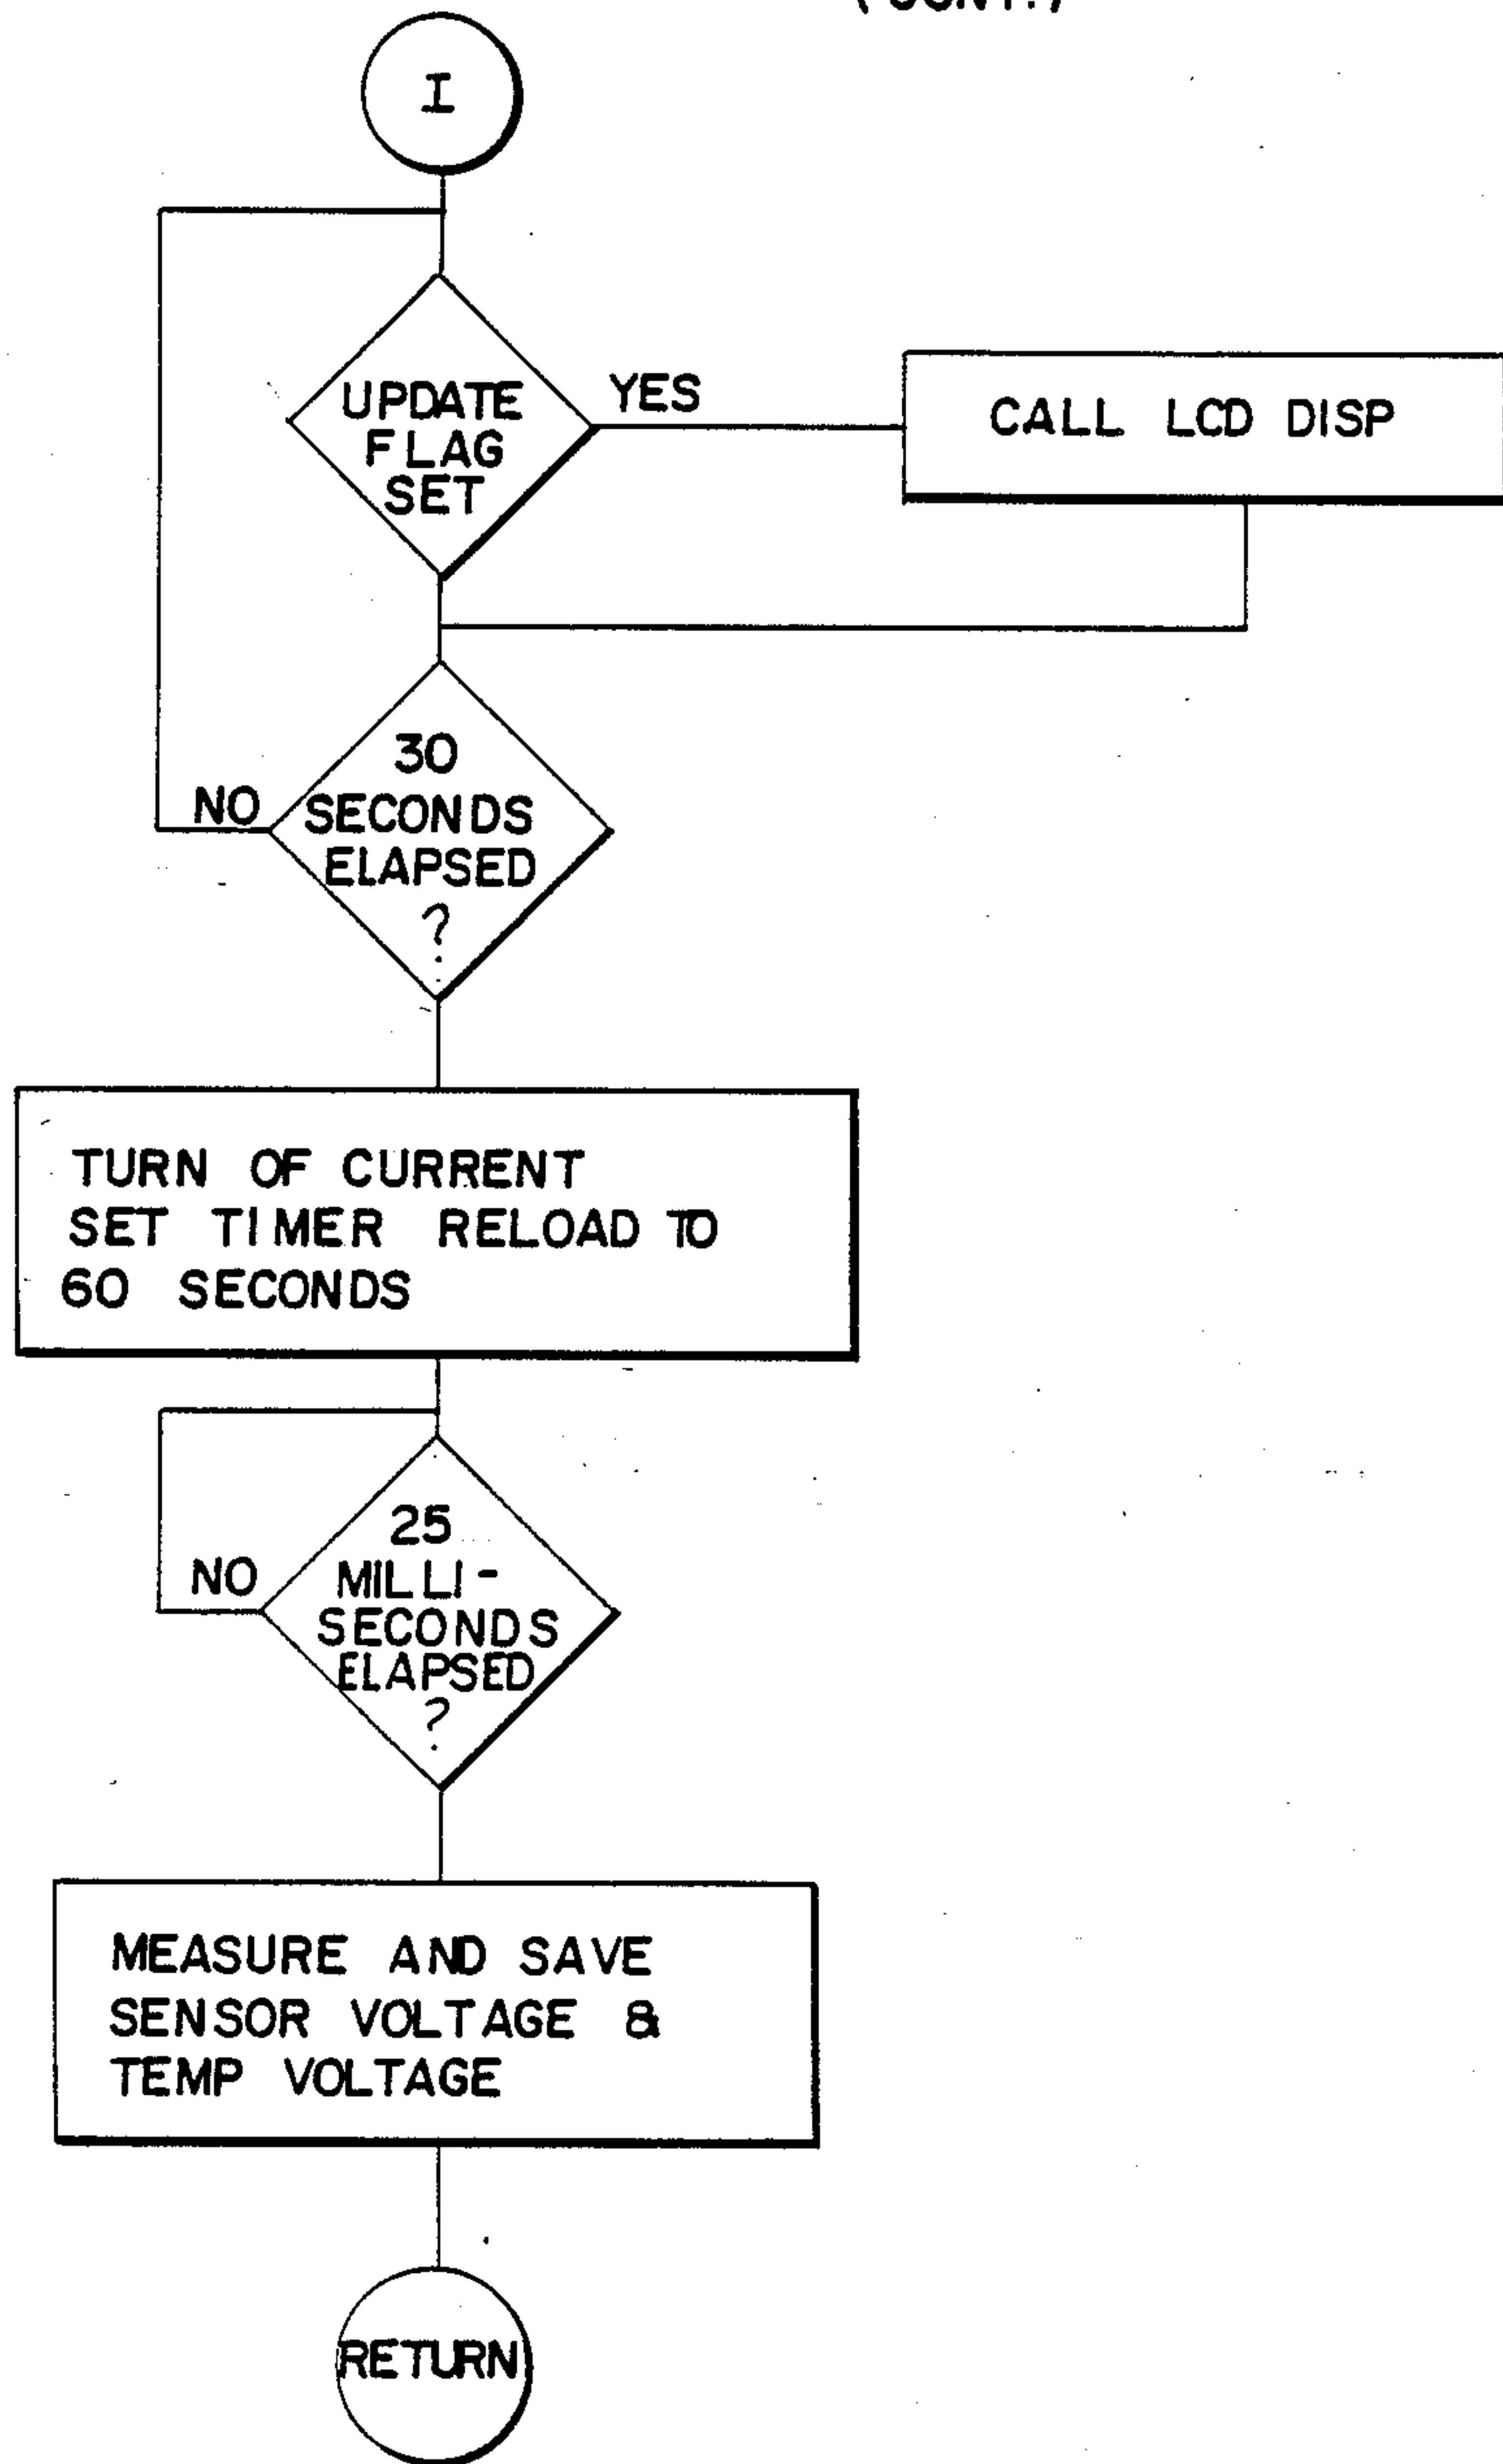 (CONT.)
I
UPDATE
FLAG
SET
YES
CALL LCD DISP
30
SECONDS
ELAPSED
?
NO
TURN OF CURRENT
SET TIMER RELOAD TO
60 SECONDS
25
MILLI-
SECONDS
ELAPSED
?
NO
MEASURE AND SAVE
SENSOR VOLTAGE &
TEMP VOLTAGE
RETURN